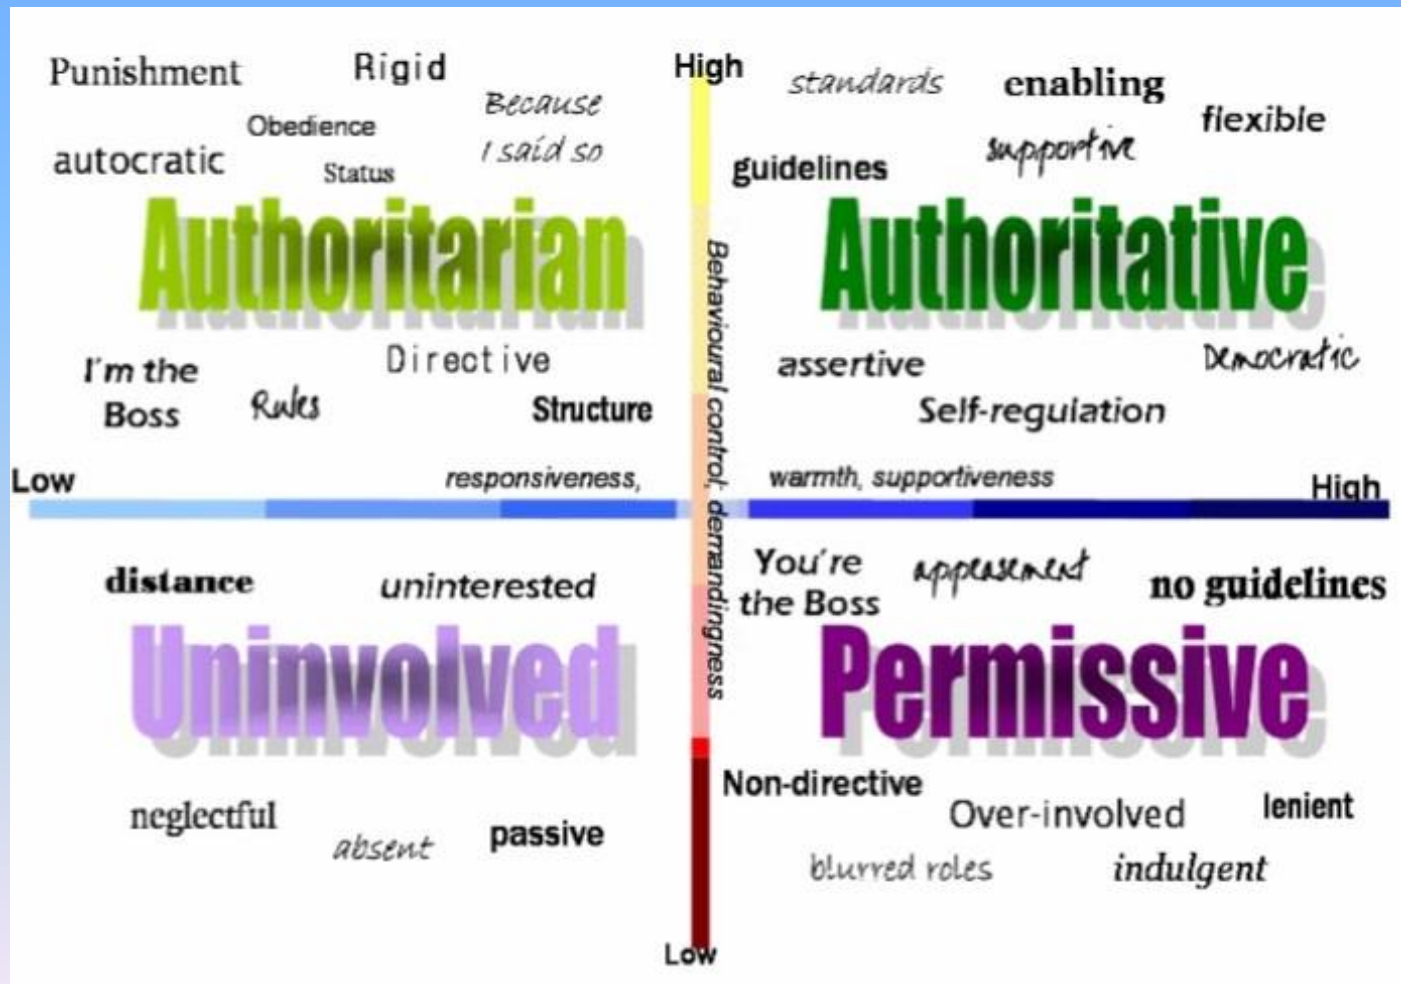 Punishment
Rigid
Because
I said so
Obedience
autocratic
Status
Authoritarian
I'm the
Boss
Rules
Directive
Structure
High
standards
enabling
flexible
supportive
guidelines
Authoritative
assertive
Democratic
Self-regulation
Behavioural control, demandingness
Low
responsiveness,
warmth, supportiveness
High
distance
uninterested
Uninvolved
neglectful
absent
passive
You're
the Boss
appeasement
no guidelines
Permissive
Non-directive
Over-involved
lenient
blurred roles
indulgent
Low